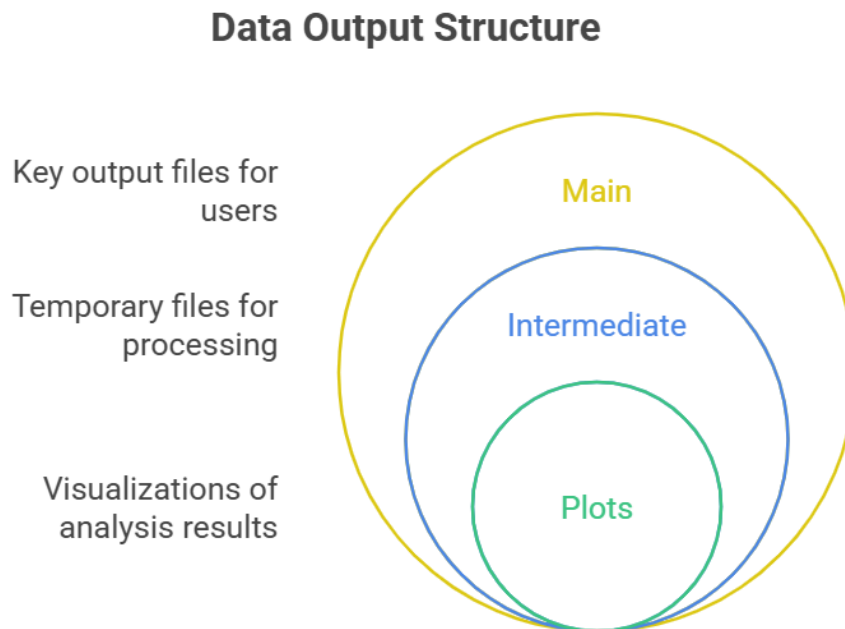 Data Output Structure
Key output files for
users
Main
Temporary files for
processing
Intermediate
Visualizations of
analysis results
Plots